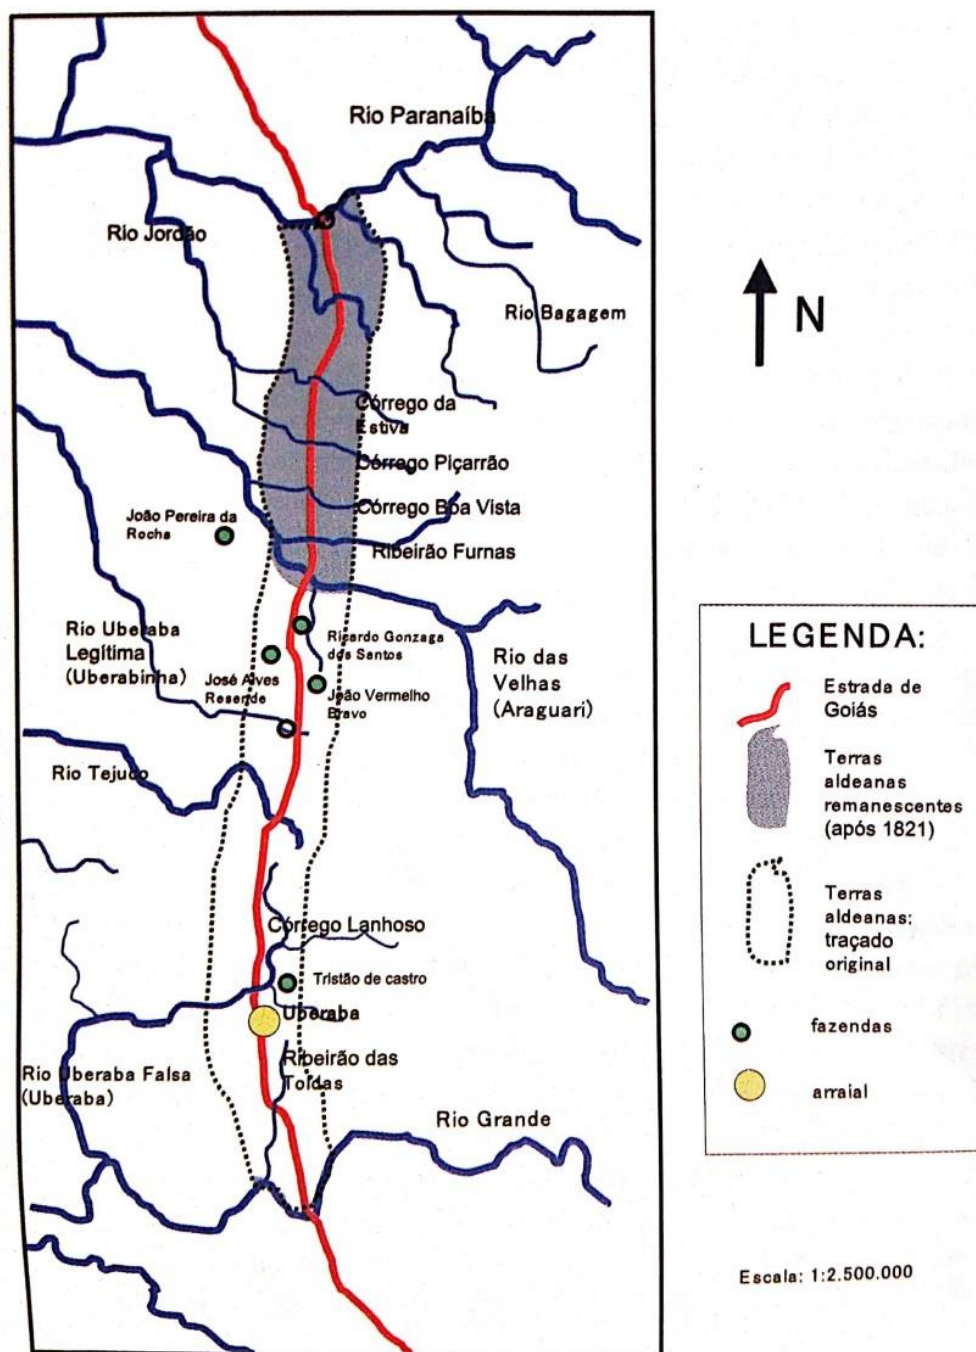 Rio Paranaíba
Rio Jordão
Rio Bagagem
N
Córrego da
Estiva
Córrego Piçarrão
Córrego Boa Vista
João Pereira da
Rocha
Ribeirão Furnas
Rio Uberaba
Legítima
(Uberabinha)
Ricardo Gonzaga
dos Santos
José Alves
Resende
João Vermelho
Bravo
Rio das
Velhas
(Araguari)
Rio Tejuco
Córrego Lanhoso
Tristão de castro
Uberaba
Ribeirão das
Toldas
Rio Uberaba Falsa
(Uberaba)
Rio Grande
LEGENDA:
Estrada de
Goiás
Terras
aldeanas
remanescentes
(após 1821)
Terras
aldeanas:
traçado
original
fazendas
arraial
Escala: 1:2.500.000